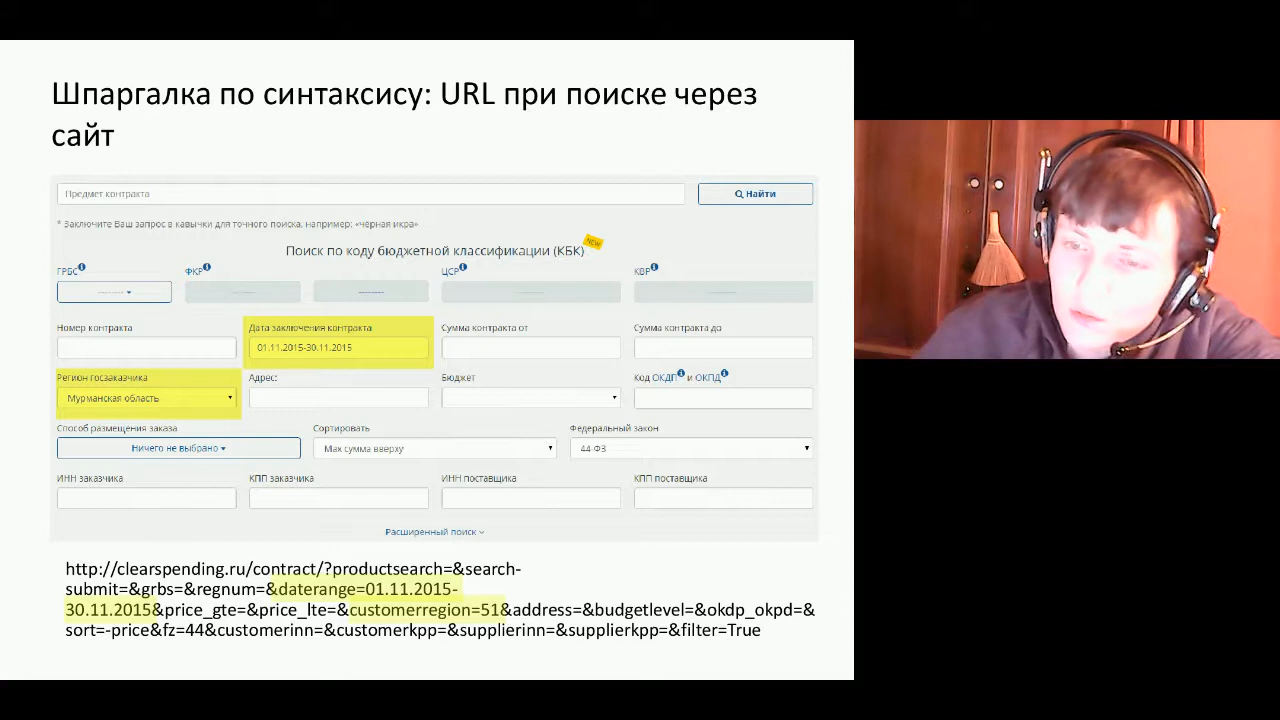 Шпаргалка по синтаксису: URL при поиске через
сайт
Предмет контракта
Найти
* Заключите Ваш запрос в кавычки для точного поиска, например: «чёрная икра»
Поиск по коду бюджетной классификации (КБК)
NEW
ГРБС ФКР ЦСР КВР
Номер контракта Дата заключения контракта Сумма контракта от Сумма контракта до
01.11.2015-30.11.2015
Регион госзаказчика Адрес: Бюджет Код ОКДП и ОКПД
Мурманская область
Способ размещения заказа Сортировать Федеральный закон
Ничего не выбрано Max сумма вверху 44-ФЗ
ИНН заказчика КПП заказчика ИНН поставщика КПП поставщика
Расширенный поиск
http://clearspending.ru/contract/?productsearch=&search-
submit=&grbs=&regnum=&daterange=01.11.2015-
30.11.2015&price_gte=&price_lte=&customerregion=51&address=&budgetlevel=&okdp_okpd=&
sort=-price&fz=44&customerinn=&customerkpp=&supplierinn=&supplierkpp=&filter=True